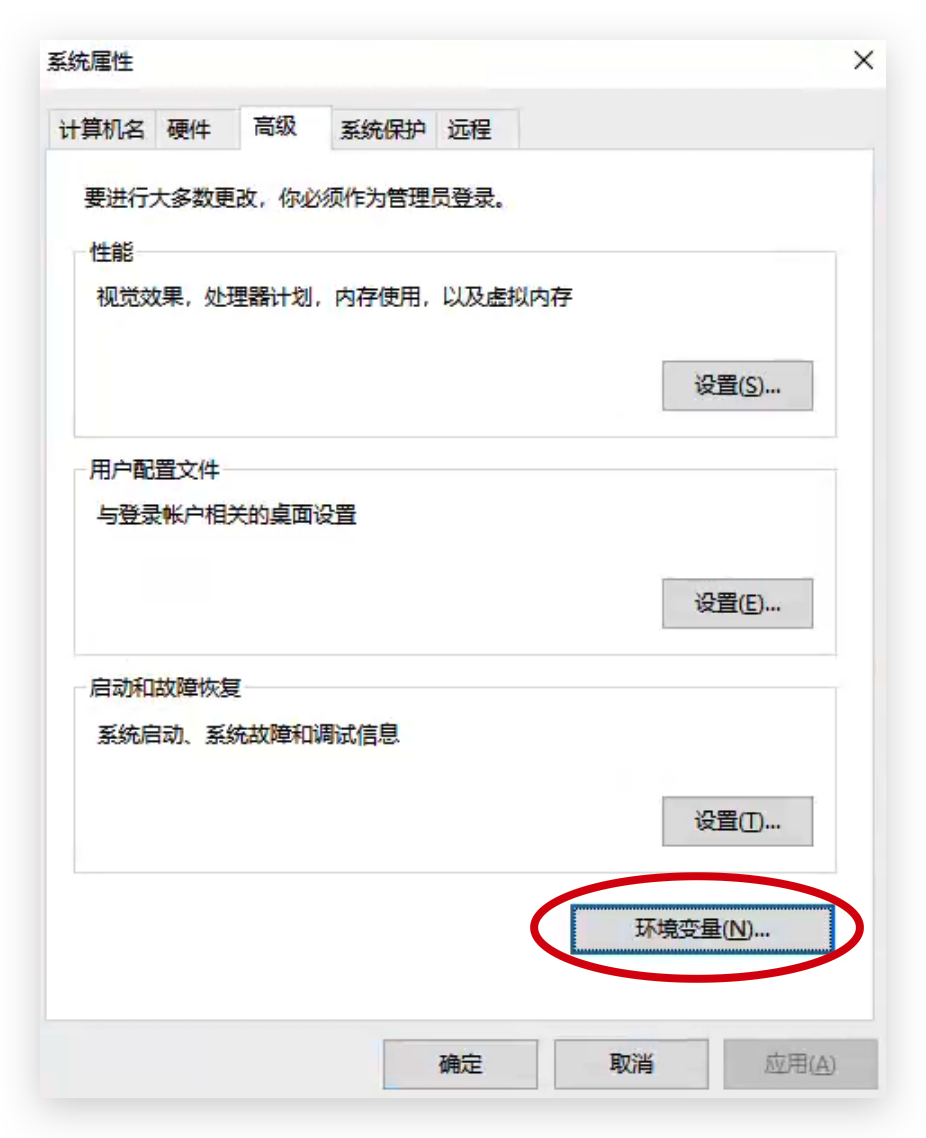 系统属性
计算机名 硬件 高级 系统保护 远程
要进行大多数更改，你必须作为管理员登录。
性能
视觉效果，处理器计划，内存使用，以及虚拟内存
设置(S)...
用户配置文件
与登录帐户相关的桌面设置
设置(E)...
启动和故障恢复
系统启动、系统故障和调试信息
设置(T)...
环境变量(N)...
确定 取消 应用(A)